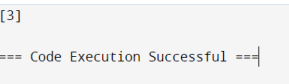 [3]
=== Code Execution Successful ===